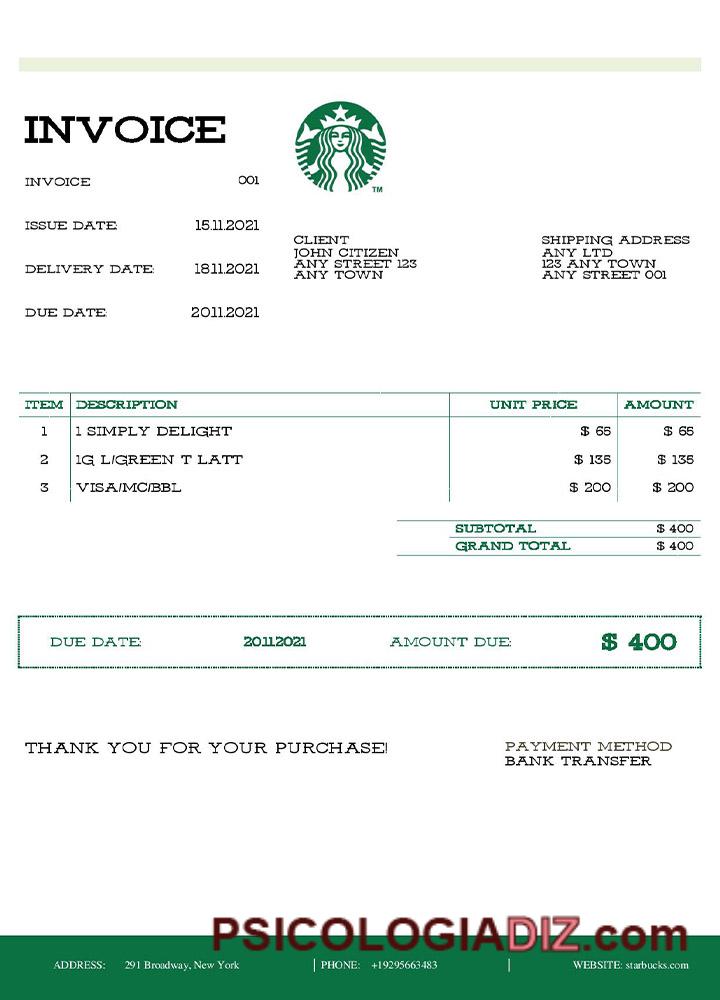 INVOICE
INVOICE 001
ISSUE DATE: 15.11.2021
DELIVERY DATE: 18.11.2021
DUE DATE: 20.11.2021
TM
CLIENT
JOHN CITIZEN
ANY STREET 123
ANY TOWN
SHIPPING ADDRESS
ANY LTD
123 ANY TOWN
ANY STREET 001
ITEM DESCRIPTION UNIT PRICE AMOUNT
1 1 SIMPLY DELIGHT $ 65 $ 65
2 1G L/GREEN T LATT $ 135 $ 135
3 VISA/MC/BBL $ 200 $ 200
SUBTOTAL $ 400
GRAND TOTAL $ 400
DUE DATE: 20.11.2021 AMOUNT DUE: $ 400
THANK YOU FOR YOUR PURCHASE!
PAYMENT METHOD
BANK TRANSFER
PSICOLOGIADIZ.com
ADDRESS: 291 Broadway, New York PHONE: +19295663483 WEBSITE: starbucks.com